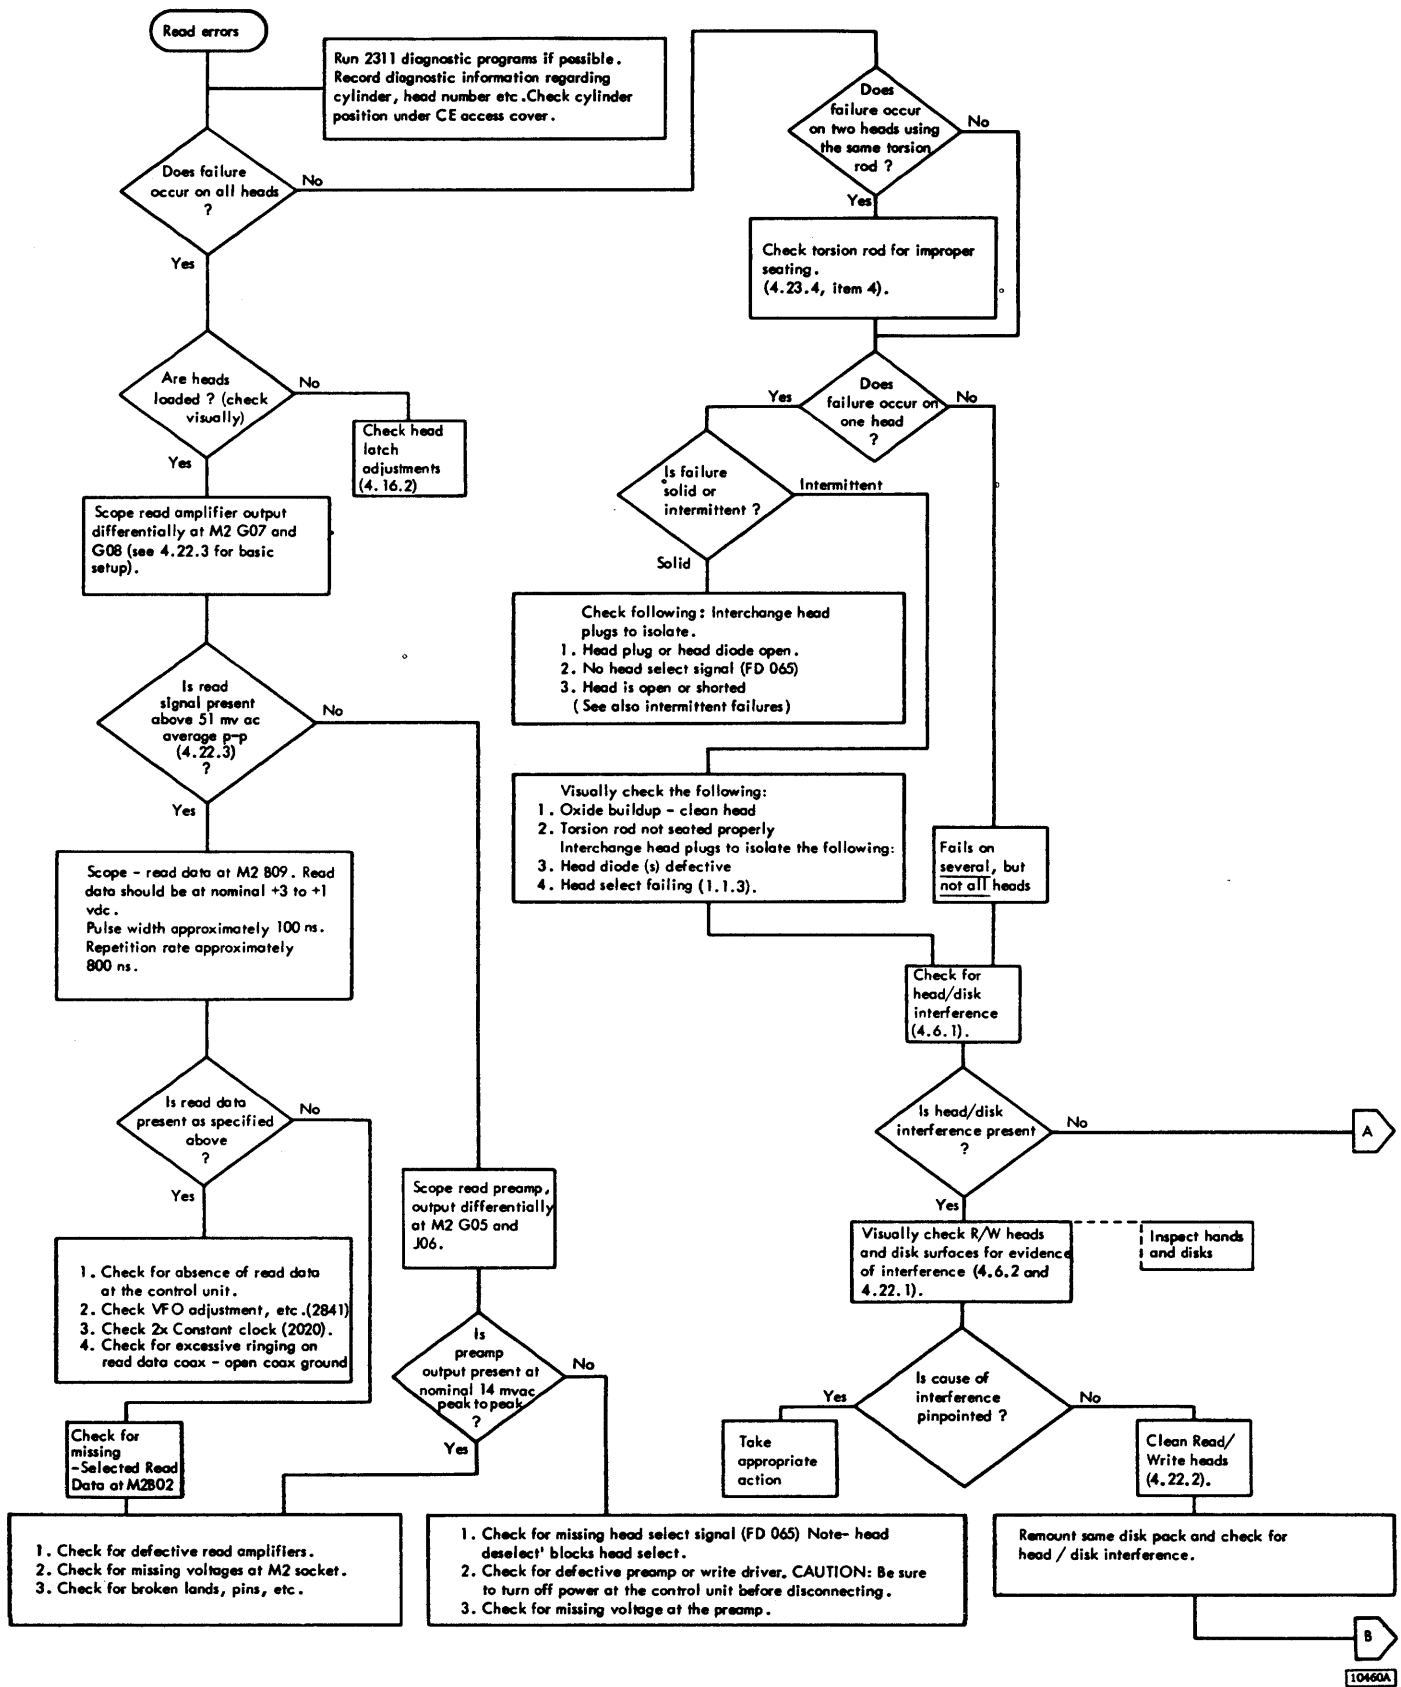 Read errors
Run 2311 diagnostic programs if possible.
Record diagnostic information regarding
cylinder, head number etc.Check cylinder
position under CE access cover.
Does failure
occur on all heads
?
No
Yes
Are heads
loaded ? (check
visually)
No
Check head
latch
adjustments
(4.16.2)
Yes
Scope read amplifier output
differentially at M2 G07 and
G08 (see 4.22.3 for basic
setup).
Is read
signal present
above 51 mv ac
average p-p
(4.22.3)
?
No
Yes
Scope - read data at M2 B09. Read
data should be at nominal +3 to +1
vdc.
Pulse width approximately 100 ns.
Repetition rate approximately
800 ns.
Is read data
present as specified
above
?
No
Yes
1. Check for absence of read data
at the control unit.
2. Check VFO adjustment, etc.(2841)
3. Check 2x Constant clock (2020).
4. Check for excessive ringing on
read data coax - open coax ground
Check for
missing
-Selected Read
Data at M2B02
1. Check for defective read amplifiers.
2. Check for missing voltages at M2 socket.
3. Check for broken lands, pins, etc.
Scope read preamp,
output differentially
at M2 G05 and
J06.
Is
preamp
output present at
nominal 14 mvac
peak to peak
?
No
Yes
1. Check for missing head select signal (FD 065) Note- head
deselect' blocks head select.
2. Check for defective preamp or write driver. CAUTION: Be sure
to turn off power at the control unit before disconnecting.
3. Check for missing voltage at the preamp.
Does
failure occur
on two heads using
the same torsion
rod ?
No
Yes
Check torsion rod for improper
seating.
(4.23.4, item 4).
Does
failure occur on
one head
?
Yes
No
Is failure
solid or
intermittent ?
Intermittent
Solid
Check following: Interchange head
plugs to isolate.
1. Head plug or head diode open.
2. No head select signal (FD 065)
3. Head is open or shorted
( See also intermittent failures)
Visually check the following:
1. Oxide buildup - clean head
2. Torsion rod not seated properly
Interchange head plugs to isolate the following:
3. Head diode (s) defective
4. Head select failing (1.1.3).
Fails on
several, but
not all heads
Check for
head/disk
interference
(4.6.1).
Is head/disk
interference present
?
No
A
Yes
Visually check R/W heads
and disk surfaces for evidence
of interference (4.6.2 and
4.22.1).
Inspect hands
and disks
Is cause of
interference
pinpointed ?
Yes
No
Take
appropriate
action
Clean Read/
Write heads
(4.22.2).
Remount same disk pack and check for
head / disk interference.
B
10460A